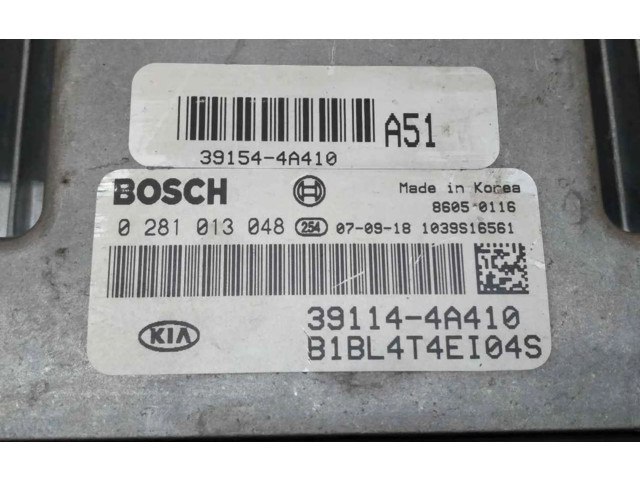 A51
39154-4A410
BOSCH
Made in Korea
8605 0116
0 281 013 048 254 07-09-18 1039S16561
KIA
39114-4A410
B1BL4T4EI04S